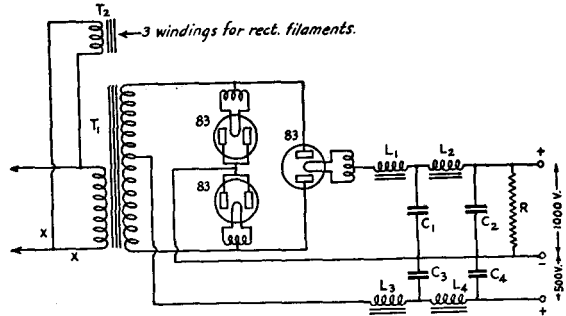 T2
3 windings for rect. filaments.
T1
83
83
83
L1
L2
+
C1
C2
R
1000 V.
X
X
-
C3
C4
500V.
L3
L4
+